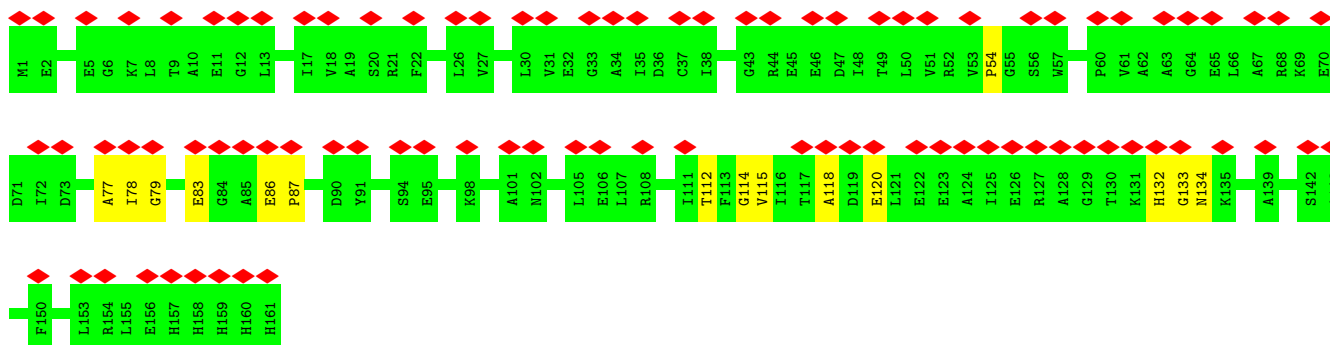 M1 E2 E5 G6 K7 L8 T9 A10 E11 G12 L13 I17 V18 A19 S20 R21 F22 L26 V27 L30 V31 E32 G33 A34 I35 D36 C37 I38 G43 R44 E45 E46 D47 I48 T49 L50 V51 R52 V53 P54 G55 S56 W57 P60 V61 A62 A63 G64 E65 L66 A67 R68 K69 E70
D71 I72 D73 A77 I78 G79 E83 G84 A85 E86 P87 D90 Y91 S94 E95 K98 A101 N102 L105 E106 L107 R108 I111 T112 F113 G114 V115 I116 T117 A118 D119 E120 L121 E122 E123 A124 I125 E126 R127 A128 G129 T130 K131 H132 G133 N134 K135 A139 S142
F150 L153 R154 L155 E156 H157 H158 H159 H160 H161